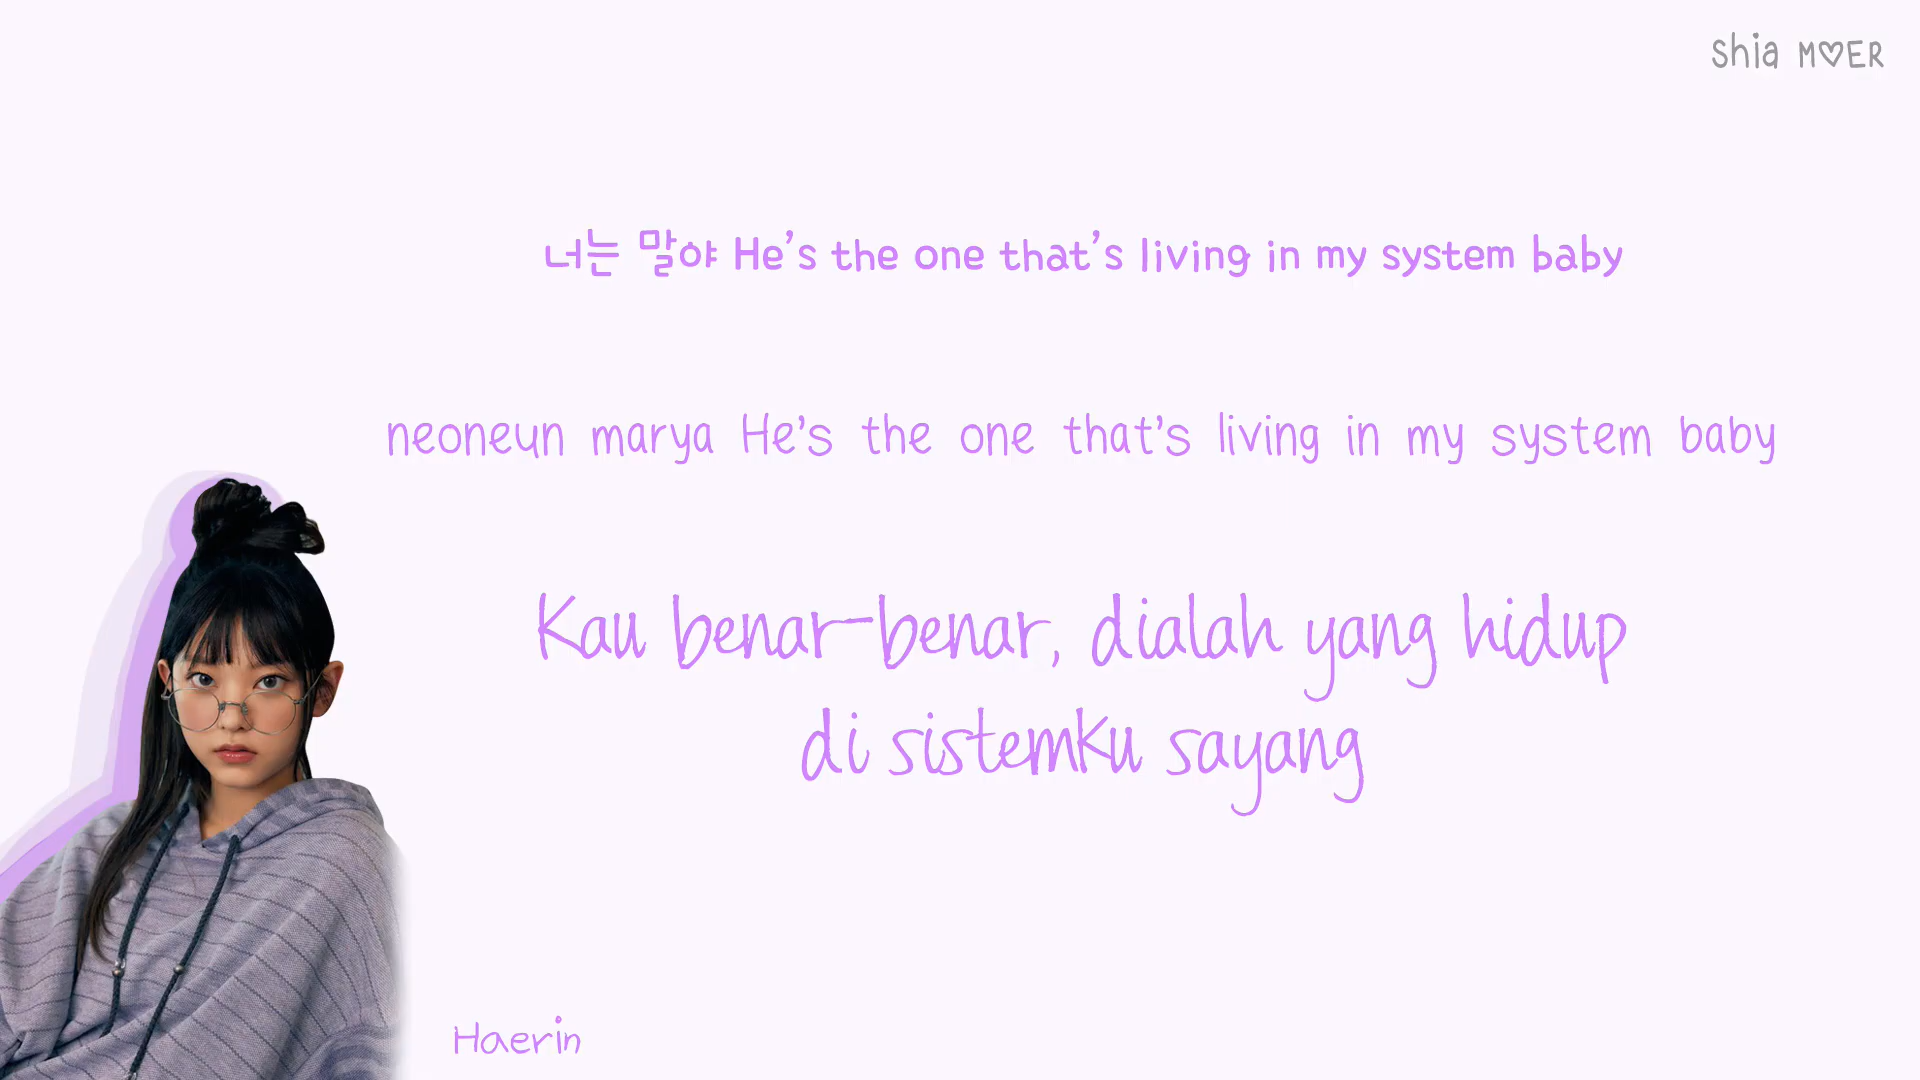 Shia M♡ER
너는 말야 He's the one that's living in my system baby
neoneun marya He's the one that's living in my system baby
Kau benar-benar, dialah yang hidup
di sistemku sayang
Haerin